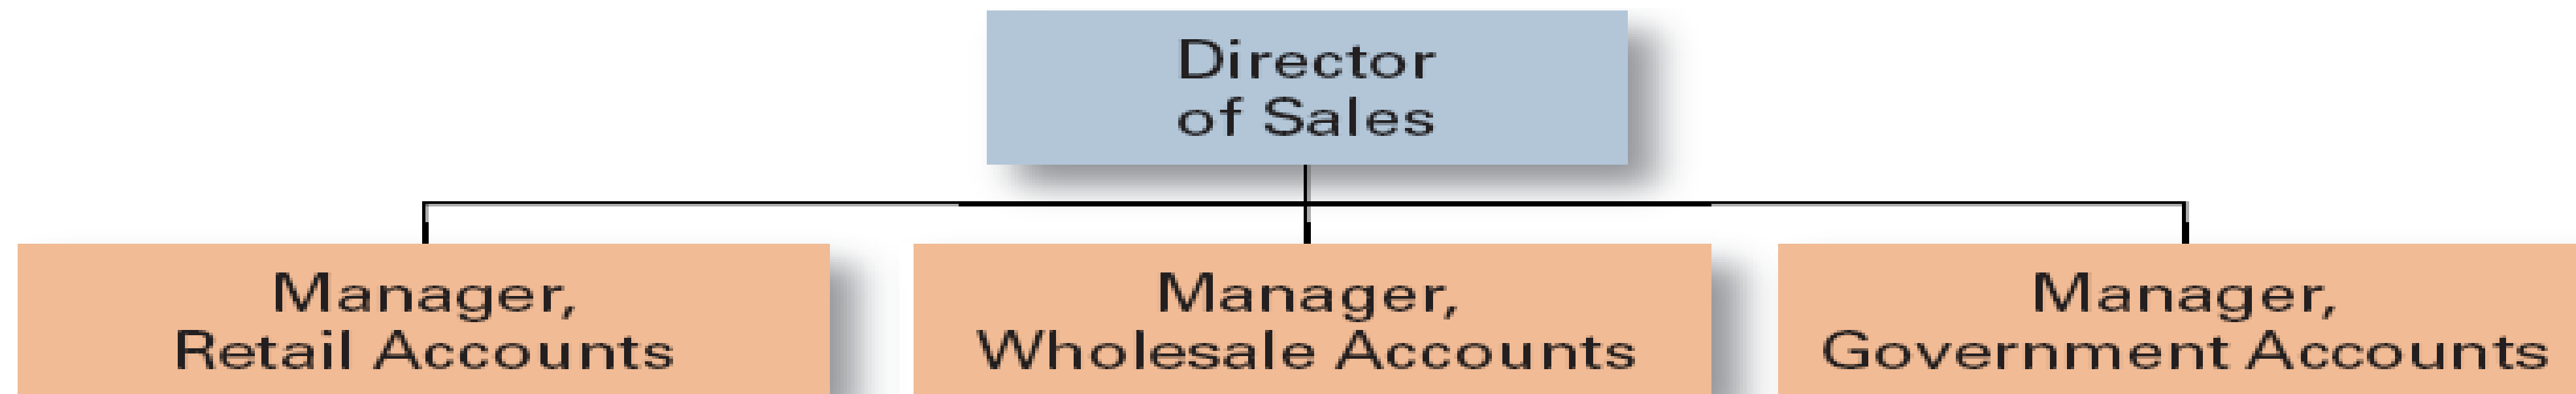 Director
of Sales
Manager,
Retail Accounts
Manager,
Wholesale Accounts
Manager,
Government Accounts